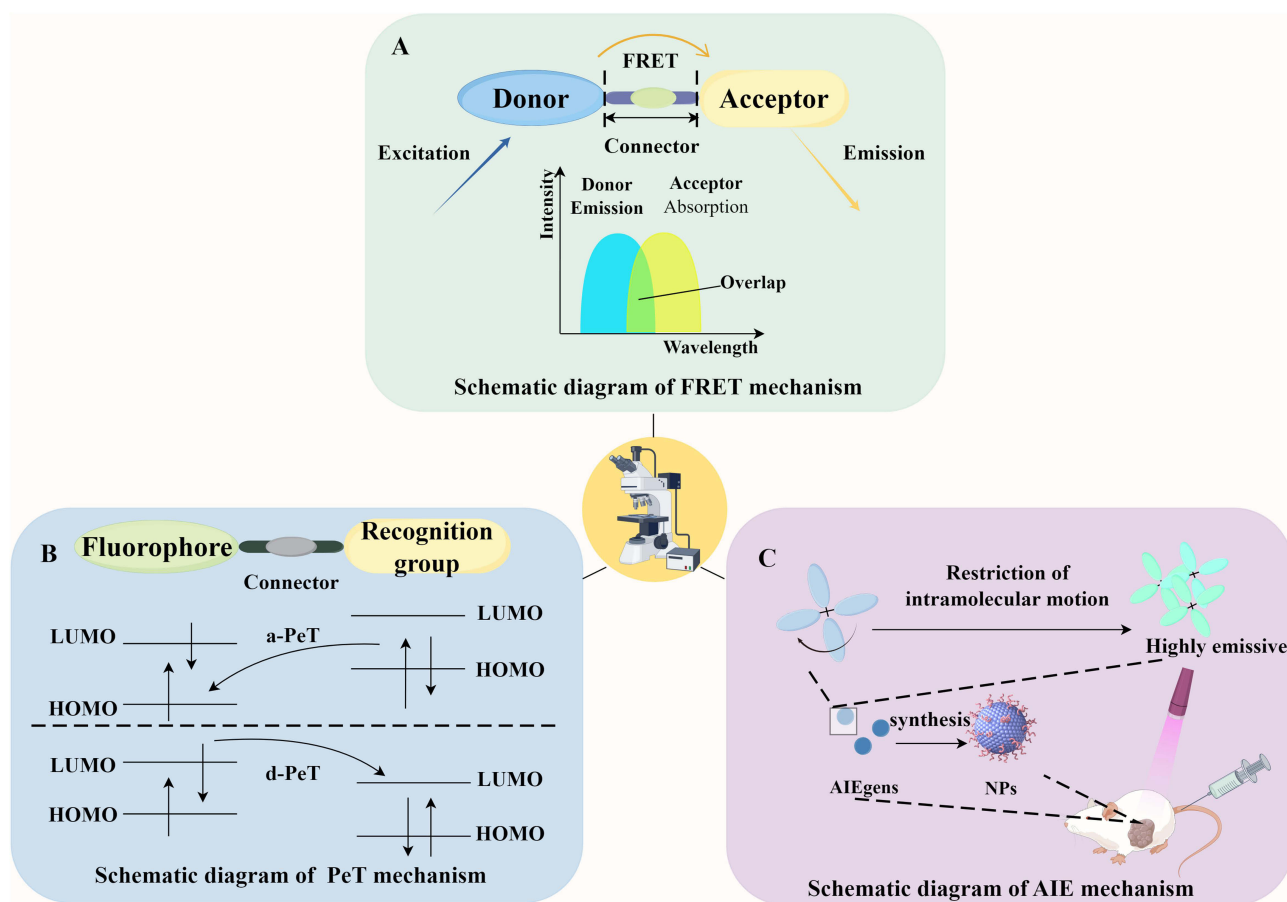 A
FRET
Donor
Acceptor
Connector
Excitation
Emission
Intensity
Donor
Emission
Acceptor
Absorption
Overlap
Wavelength
Schematic diagram of FRET mechanism
B
Fluorophore
Recognition
group
Connector
LUMO
a-PeT
LUMO
HOMO
HOMO
LUMO
d-PeT
LUMO
HOMO
HOMO
Schematic diagram of PeT mechanism
C
Restriction of
intramolecular motion
Highly emissive
synthesis
AIEgens
NPs
Schematic diagram of AIE mechanism